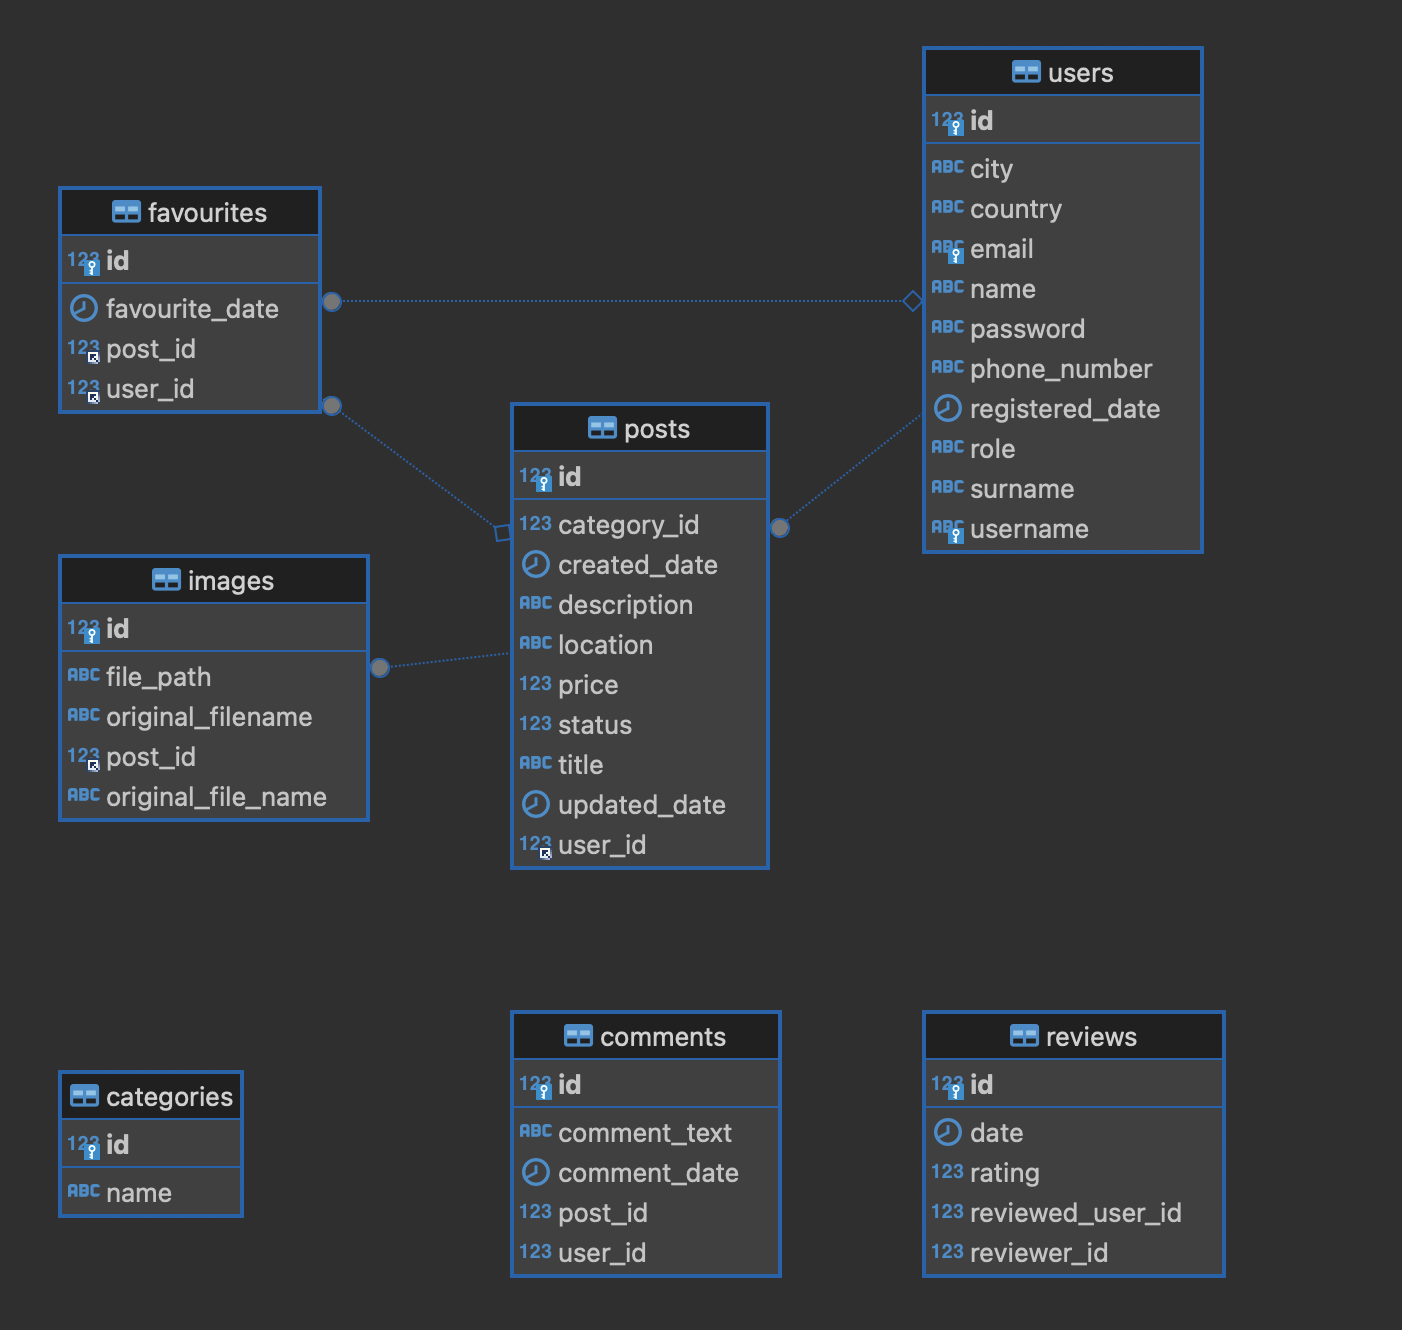 users
123 id
ABC city
ABC country
ABC email
ABC name
ABC password
ABC phone_number
registered_date
ABC role
ABC surname
ABC username
favourites
123 id
favourite_date
123 post_id
123 user_id
posts
123 id
123 category_id
created_date
ABC description
ABC location
123 price
123 status
ABC title
updated_date
123 user_id
images
123 id
ABC file_path
ABC original_filename
123 post_id
ABC original_file_name
categories
123 id
ABC name
comments
123 id
ABC comment_text
comment_date
123 post_id
123 user_id
reviews
123 id
date
123 rating
123 reviewed_user_id
123 reviewer_id